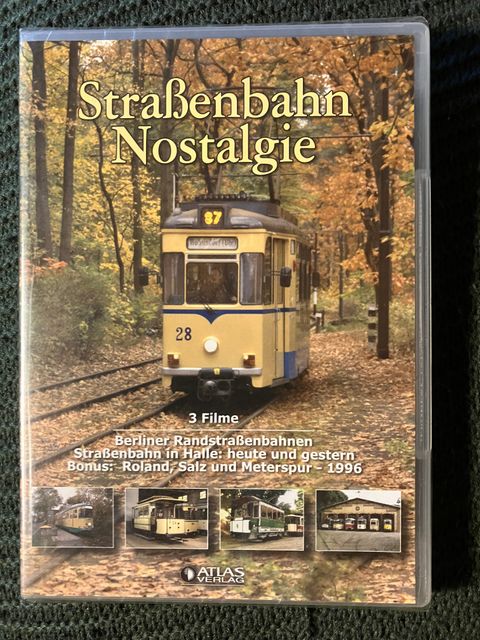 Straßenbahn
Nostalgie
87
28
3 Filme
Berliner Randstraßenbahnen
Straßenbahn in Halle: heute und gestern
Bonus: Roland, Salz und Meterspur - 1996
ATLAS
VERLAG